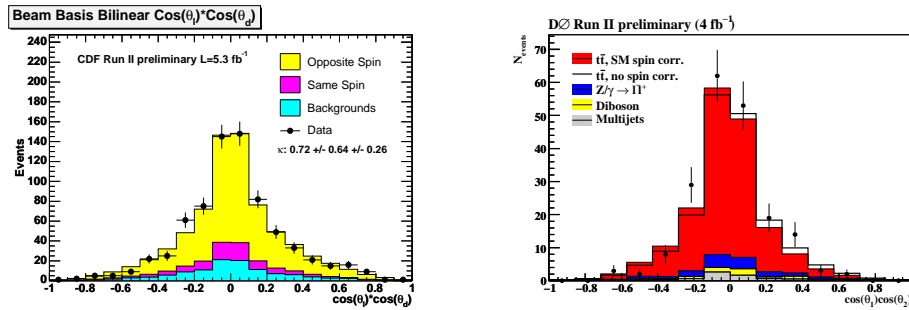 Beam Basis Bilinear Cos(θl)*Cos(θd)
CDF Run II preliminary L=5.3 fb-1
Opposite Spin
Same Spin
Backgrounds
Data
κ: 0.72 +/- 0.64 +/- 0.26
Events
240
220
200
180
160
140
120
100
80
60
40
20
0
-1 -0.8 -0.6 -0.4 -0.2 0 0.2 0.4 0.6 0.8 1
cos(θl)*cos(θd)
DØ Run II preliminary (4 fb-1)
Nevents
tt̄, SM spin corr.
tt̄, no spin corr.
Z/γ → l+l+
Diboson
Multijets
70
60
50
40
30
20
10
0
-1 -0.8 -0.6 -0.4 -0.2 0 0.2 0.4 0.6 0.8
cos(θ1)cos(θ2